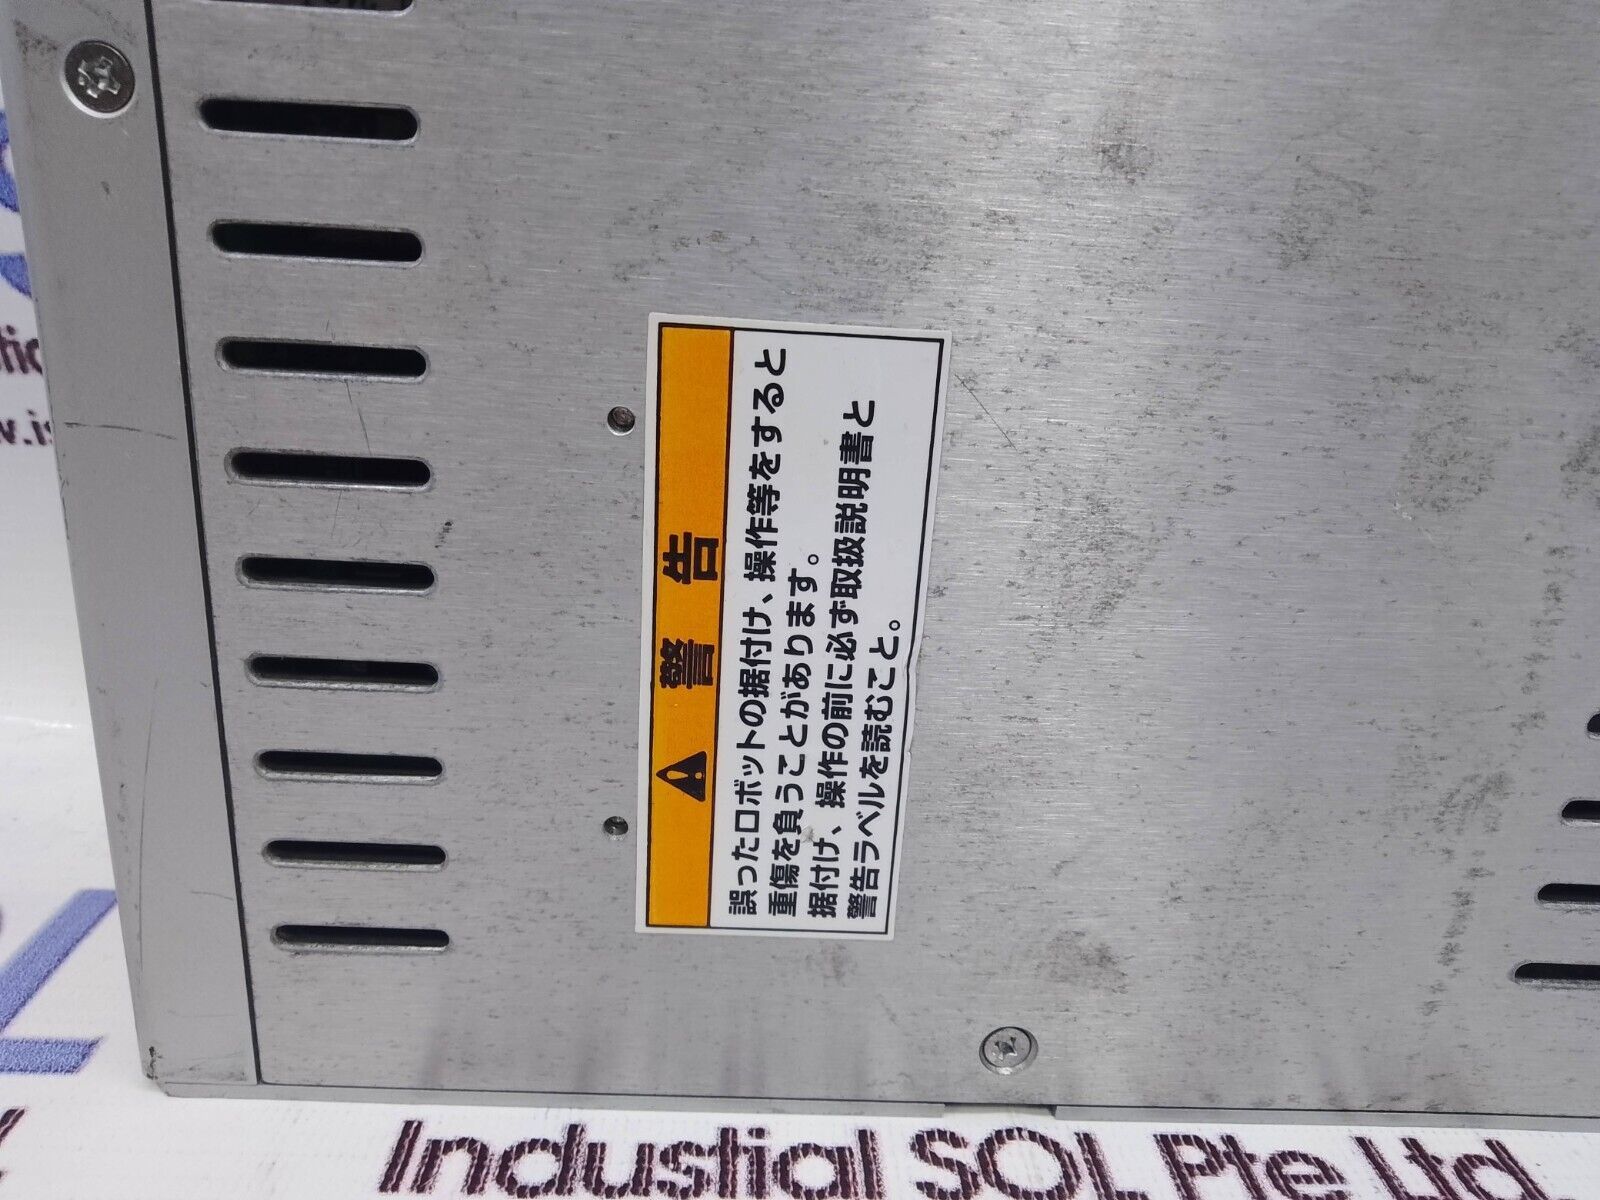 警告
誤ったロボットの据付け、操作等をすると
重傷を負うことがあります。
据付け、操作の前に必ず取扱説明書と
警告ラベルを読むこと。
Industial SOL Pte Ltd